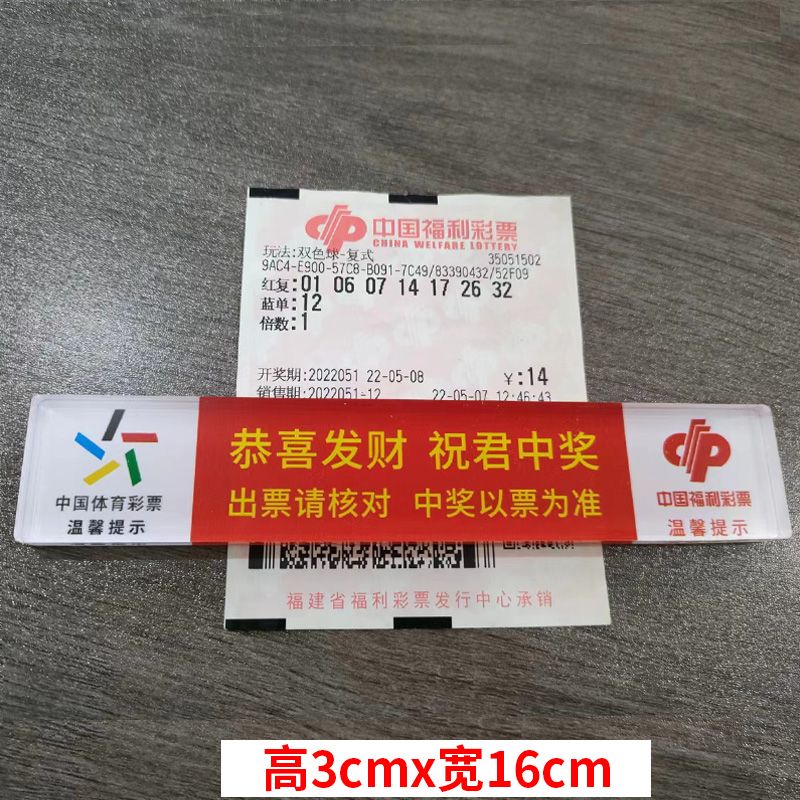 中国福利彩票
CHINA WELFARE LOTTERY
玩法:双色球-复式 35051502
9AC4-E900-57C8-B091-7C49/83390432/52F09
红复:01 06 07 14 17 26 32
蓝单:12
倍数:1
开奖期:2022051 22-05-08 ¥:14
销售期:2022051-12 22-05-07 12:46:43
中国体育彩票
温馨提示
恭喜发财 祝君中奖
出票请核对 中奖以票为准
中国福利彩票
温馨提示
福建省福利彩票发行中心承销
高3cmx宽16cm